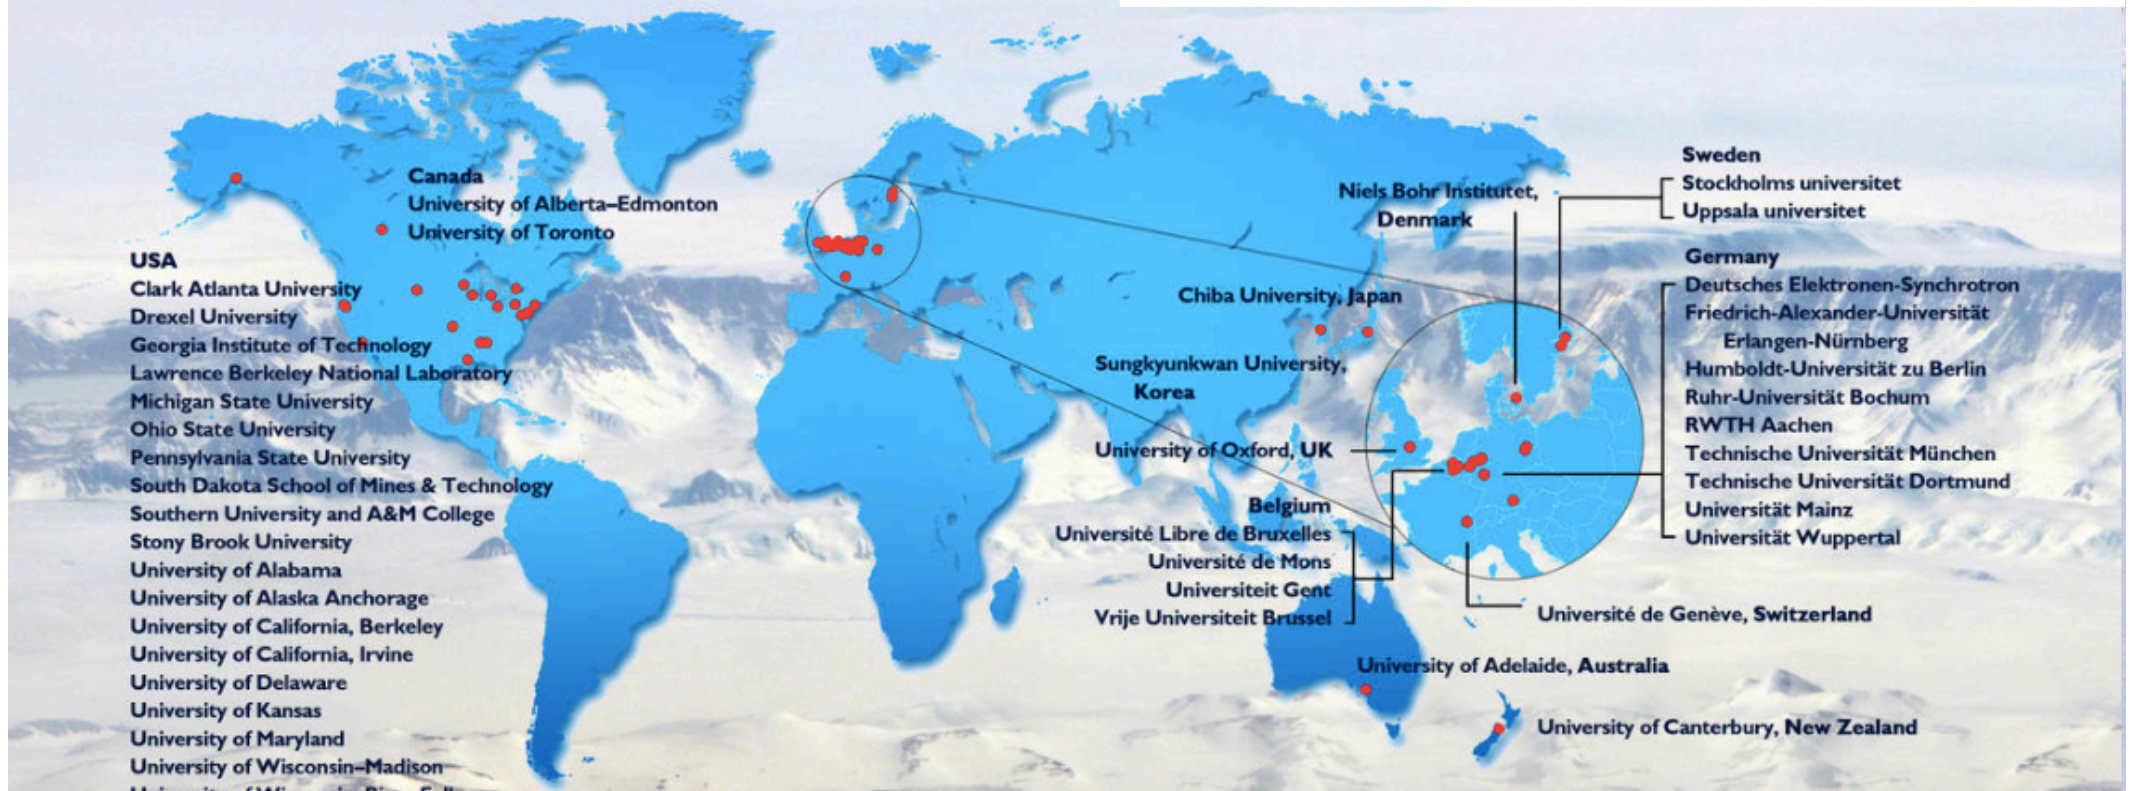 Canada
University of Alberta–Edmonton
University of Toronto
USA
Clark Atlanta University
Drexel University
Georgia Institute of Technology
Lawrence Berkeley National Laboratory
Michigan State University
Ohio State University
Pennsylvania State University
South Dakota School of Mines & Technology
Southern University and A&M College
Stony Brook University
University of Alabama
University of Alaska Anchorage
University of California, Berkeley
University of California, Irvine
University of Delaware
University of Kansas
University of Maryland
University of Wisconsin–Madison
Niels Bohr Institutet,
Denmark
Chiba University, Japan
Sungkyunkwan University,
Korea
University of Oxford, UK
Belgium
Université Libre de Bruxelles
Université de Mons
Universiteit Gent
Vrije Universiteit Brussel
Sweden
Stockholms universitet
Uppsala universitet
Germany
Deutsches Elektronen-Synchrotron
Friedrich-Alexander-Universität
Erlangen-Nürnberg
Humboldt-Universität zu Berlin
Ruhr-Universität Bochum
RWTH Aachen
Technische Universität München
Technische Universität Dortmund
Universität Mainz
Universität Wuppertal
Université de Genève, Switzerland
University of Adelaide, Australia
University of Canterbury, New Zealand